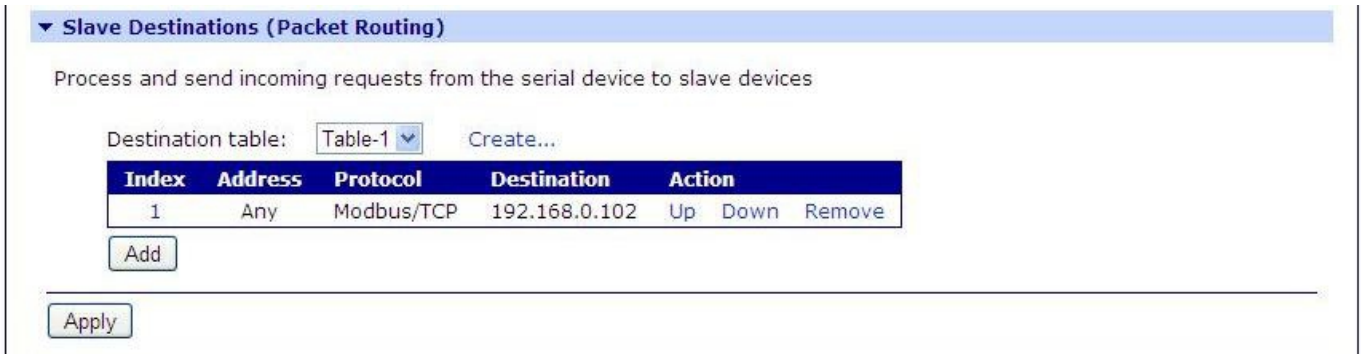 Slave Destinations (Packet Routing)
Process and send incoming requests from the serial device to slave devices
Destination table: Table-1 Create...
Index Address Protocol Destination Action
1 Any Modbus/TCP 192.168.0.102 Up Down Remove
Add
Apply